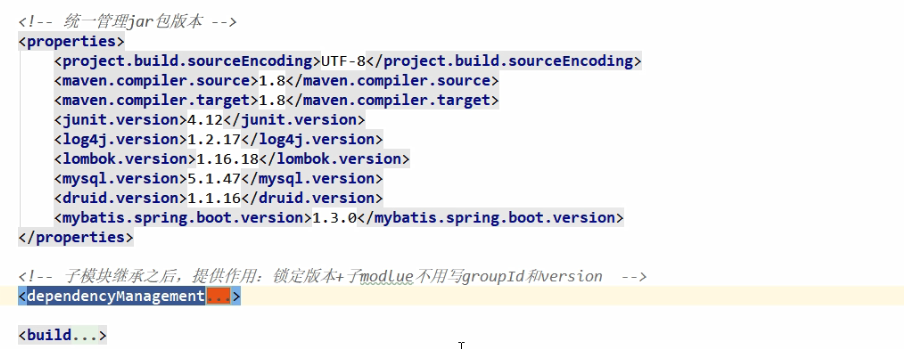 <!-- 统一管理jar包版本 -->
<properties>
<project.build.sourceEncoding>UTF-8</project.build.sourceEncoding>
<maven.compiler.source>1.8</maven.compiler.source>
<maven.compiler.target>1.8</maven.compiler.target>
<junit.version>4.12</junit.version>
<log4j.version>1.2.17</log4j.version>
<lombok.version>1.16.18</lombok.version>
<mysql.version>5.1.47</mysql.version>
<druid.version>1.1.16</druid.version>
<mybatis.spring.boot.version>1.3.0</mybatis.spring.boot.version>
</properties>
<!-- 子模块继承之后，提供作用：锁定版本+子modlue不用写groupId和version  -->
<dependencyManagement...>
<build...>